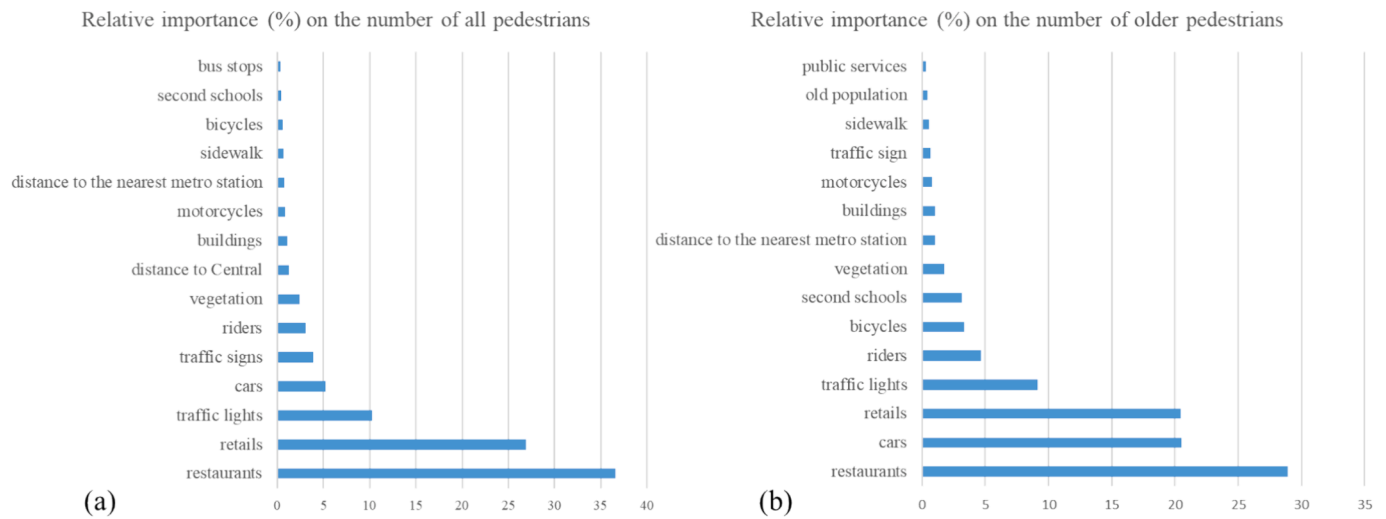 Relative importance (%) on the number of all pedestrians
bus stops
second schools
bicycles
sidewalk
distance to the nearest metro station
motorcycles
buildings
distance to Central
vegetation
riders
traffic signs
cars
traffic lights
retails
restaurants
0 5 10 15 20 25 30 35 40
(a)
Relative importance (%) on the number of older pedestrians
public services
old population
sidewalk
traffic sign
motorcycles
buildings
distance to the nearest metro station
vegetation
second schools
bicycles
riders
traffic lights
retails
cars
restaurants
0 5 10 15 20 25 30 35
(b)